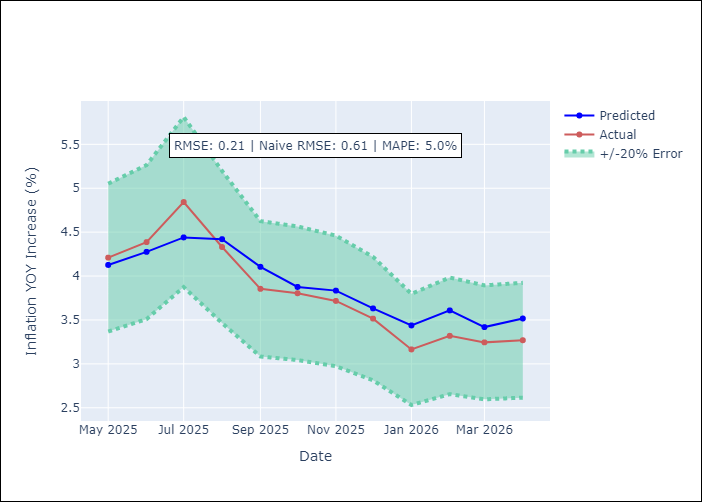 RMSE: 0.21 | Naive RMSE: 0.61 | MAPE: 5.0%
Predicted
Actual
+/-20% Error
Inflation YOY Increase (%)
5.5
5
4.5
4
3.5
3
2.5
May 2025
Jul 2025
Sep 2025
Nov 2025
Jan 2026
Mar 2026
Date